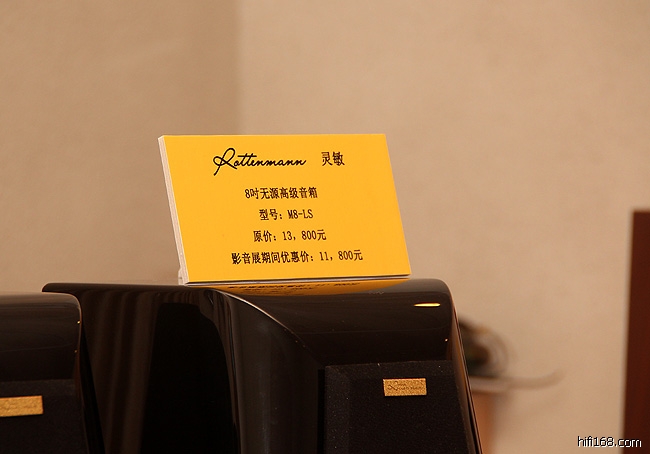 Rottenmann 灵敏
8吋无源高级音箱
型号：M8-LS
原价：13，800元
影音展期间优惠价：11，800元
hifi168.com